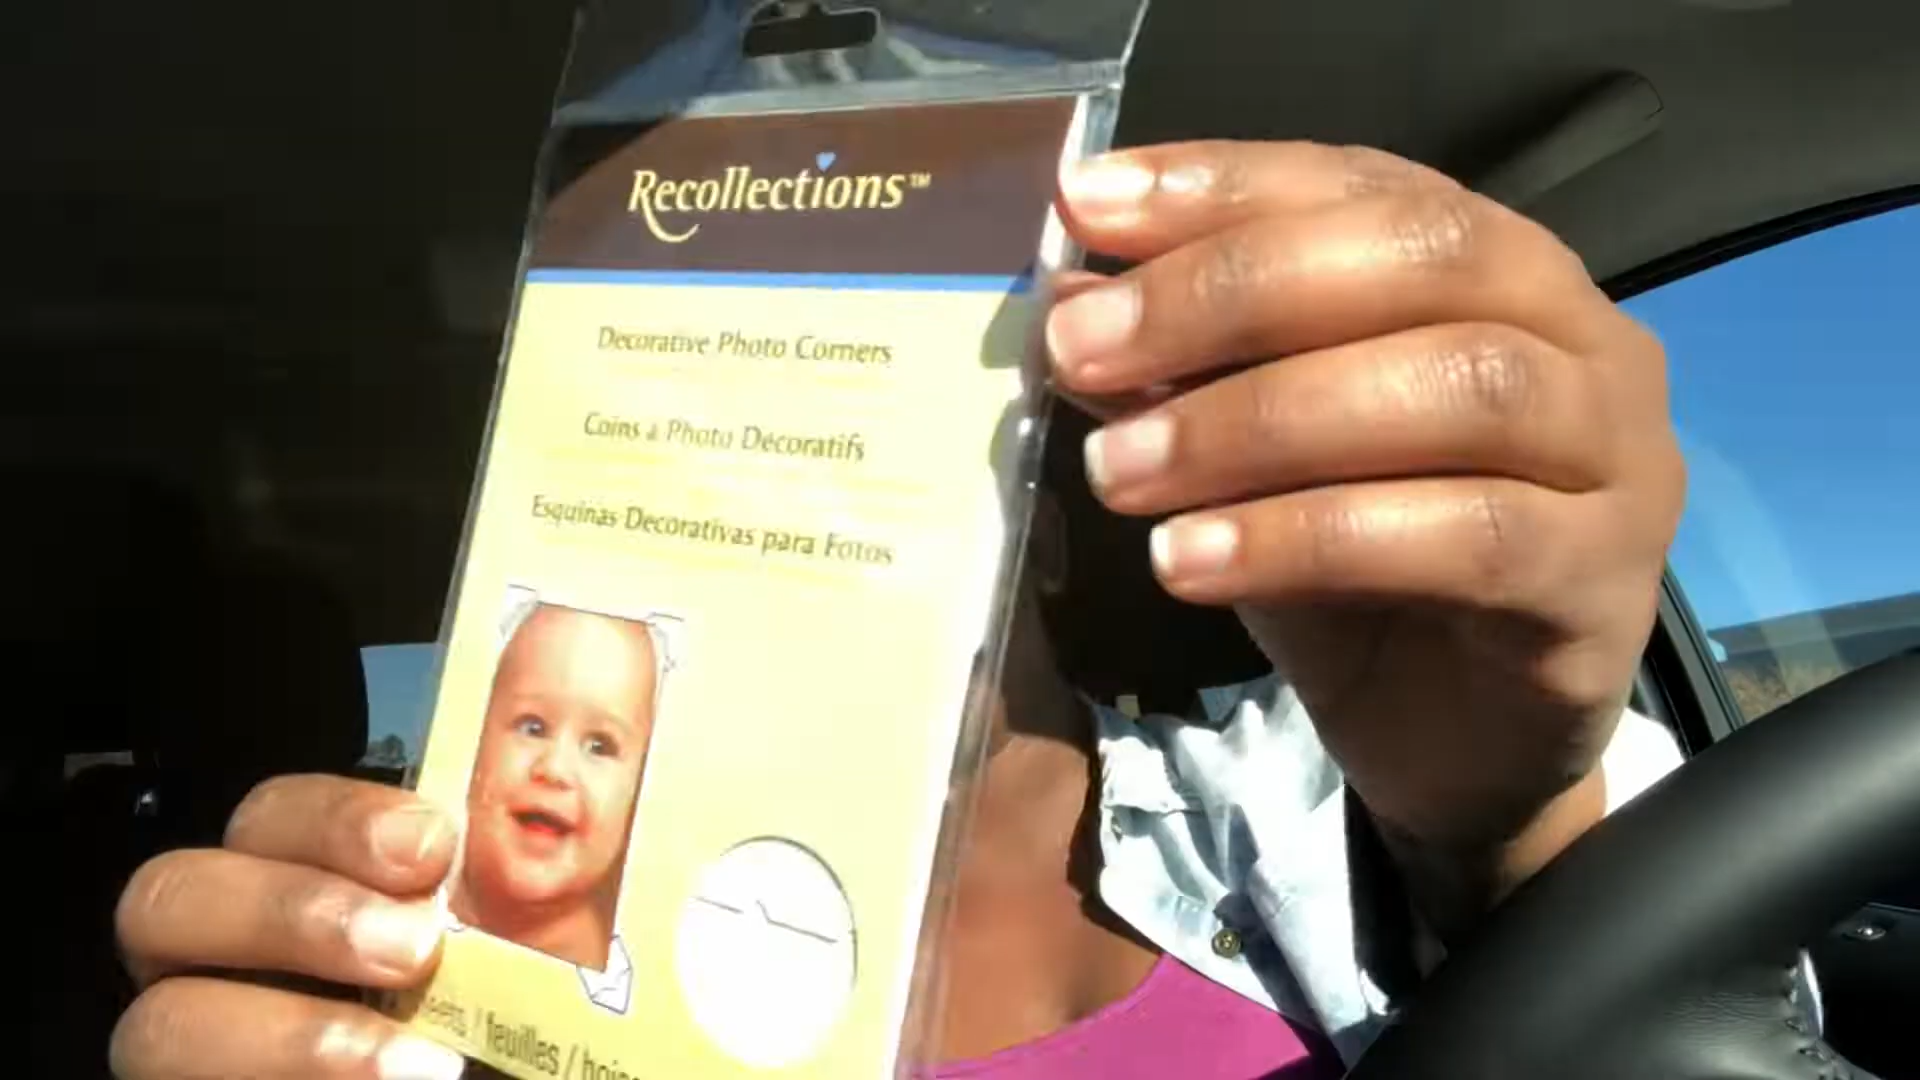 Recollections™
Decorative Photo Corners
Coins à Photo Décoratifs
Esquinas Decorativas para Fotos
/ feuilles /